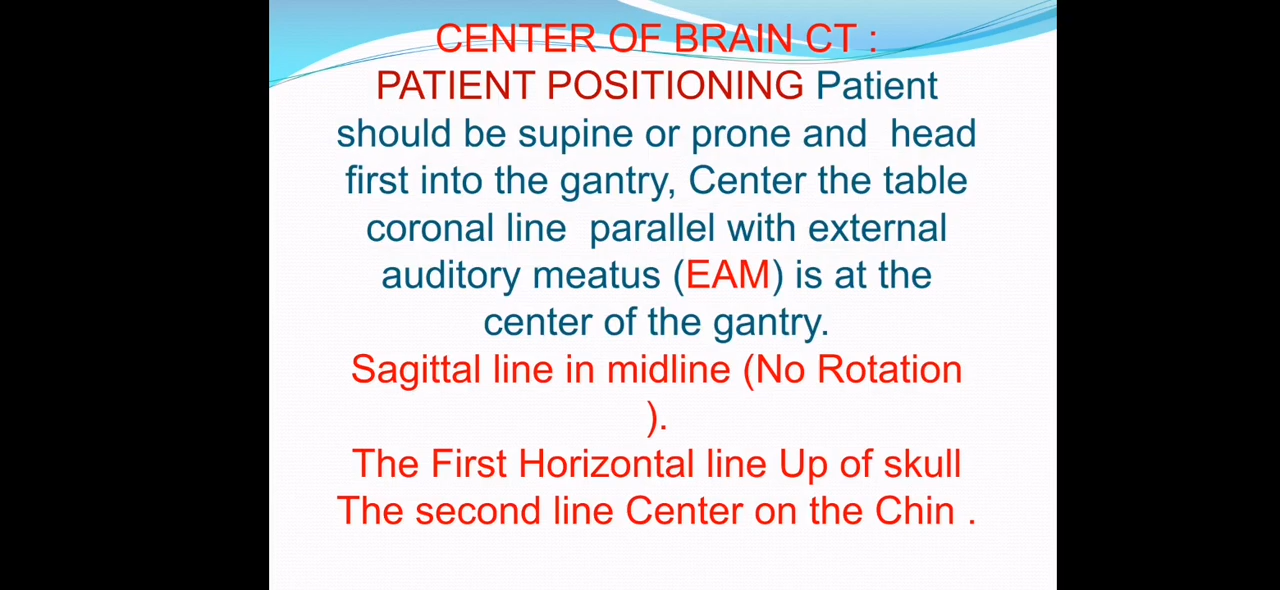 CENTER OF BRAIN CT :
PATIENT POSITIONING Patient
should be supine or prone and head
first into the gantry, Center the table
coronal line parallel with external
auditory meatus (EAM) is at the
center of the gantry.
Sagittal line in midline (No Rotation
).
The First Horizontal line Up of skull
The second line Center on the Chin .